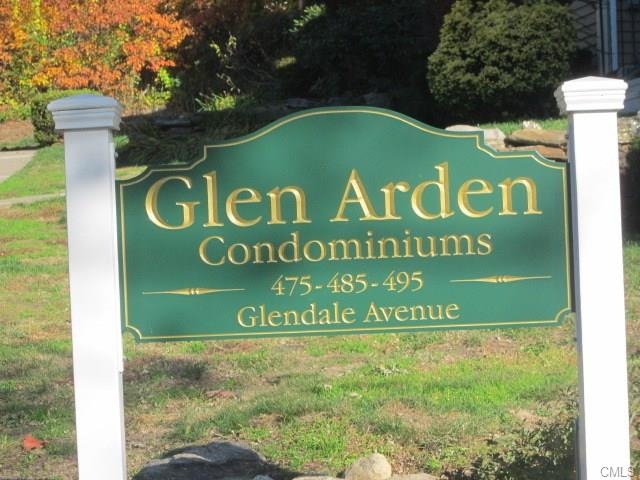 Glen Arden
Condominiums
475-485-495
Glendale Avenue
CMLS